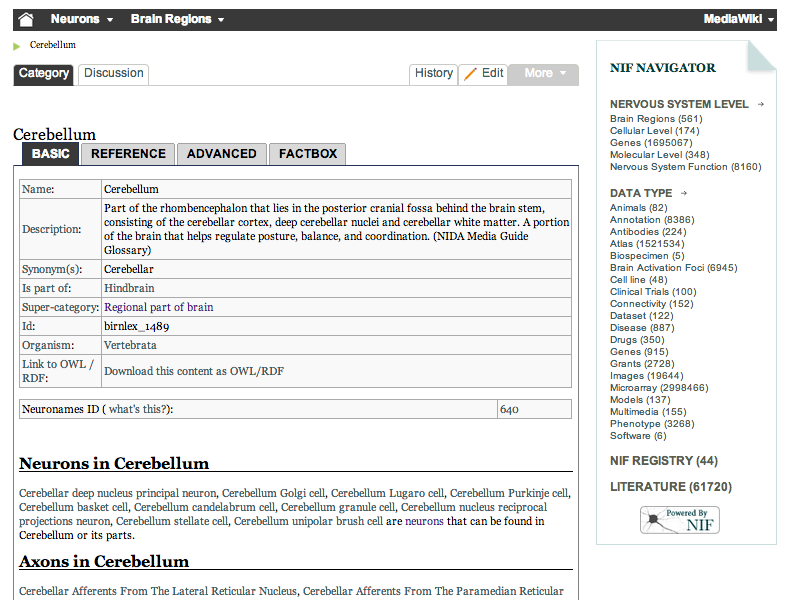 Neurons Brain Regions MediaWiki
Cerebellum
Category Discussion History Edit More
Cerebellum
BASIC REFERENCE ADVANCED FACTBOX
Name: Cerebellum
Description: Part of the rhombencephalon that lies in the posterior cranial fossa behind the brain stem,
consisting of the cerebellar cortex, deep cerebellar nuclei and cerebellar white matter. A portion
of the brain that helps regulate posture, balance, and coordination. (NIDA Media Guide
Glossary)
Synonym(s): Cerebellar
Is part of: Hindbrain
Super-category: Regional part of brain
Id: birnlex_1489
Organism: Vertebrata
Link to OWL /
RDF: Download this content as OWL/RDF
Neuronames ID ( what's this?): 640
Neurons in Cerebellum
Cerebellar deep nucleus principal neuron, Cerebellum Golgi cell, Cerebellum Lugaro cell, Cerebellum Purkinje cell,
Cerebellum basket cell, Cerebellum candelabrum cell, Cerebellum granule cell, Cerebellum nucleus reciprocal
projections neuron, Cerebellum stellate cell, Cerebellum unipolar brush cell are neurons that can be found in
Cerebellum or its parts.
Axons in Cerebellum
Cerebellar Afferents From The Lateral Reticular Nucleus, Cerebellar Afferents From The Paramedian Reticular
NIF NAVIGATOR
NERVOUS SYSTEM LEVEL →
Brain Regions (561)
Cellular Level (174)
Genes (1695067)
Molecular Level (348)
Nervous System Function (8160)
DATA TYPE →
Animals (82)
Annotation (8386)
Antibodies (224)
Atlas (1521534)
Biospecimen (5)
Brain Activation Foci (6945)
Cell line (48)
Clinical Trials (100)
Connectivity (152)
Dataset (122)
Disease (887)
Drugs (350)
Genes (915)
Grants (2728)
Images (19644)
Microarray (2998466)
Models (137)
Multimedia (155)
Phenotype (3268)
Software (6)
NIF REGISTRY (44)
LITERATURE (61720)
Powered By
NIF